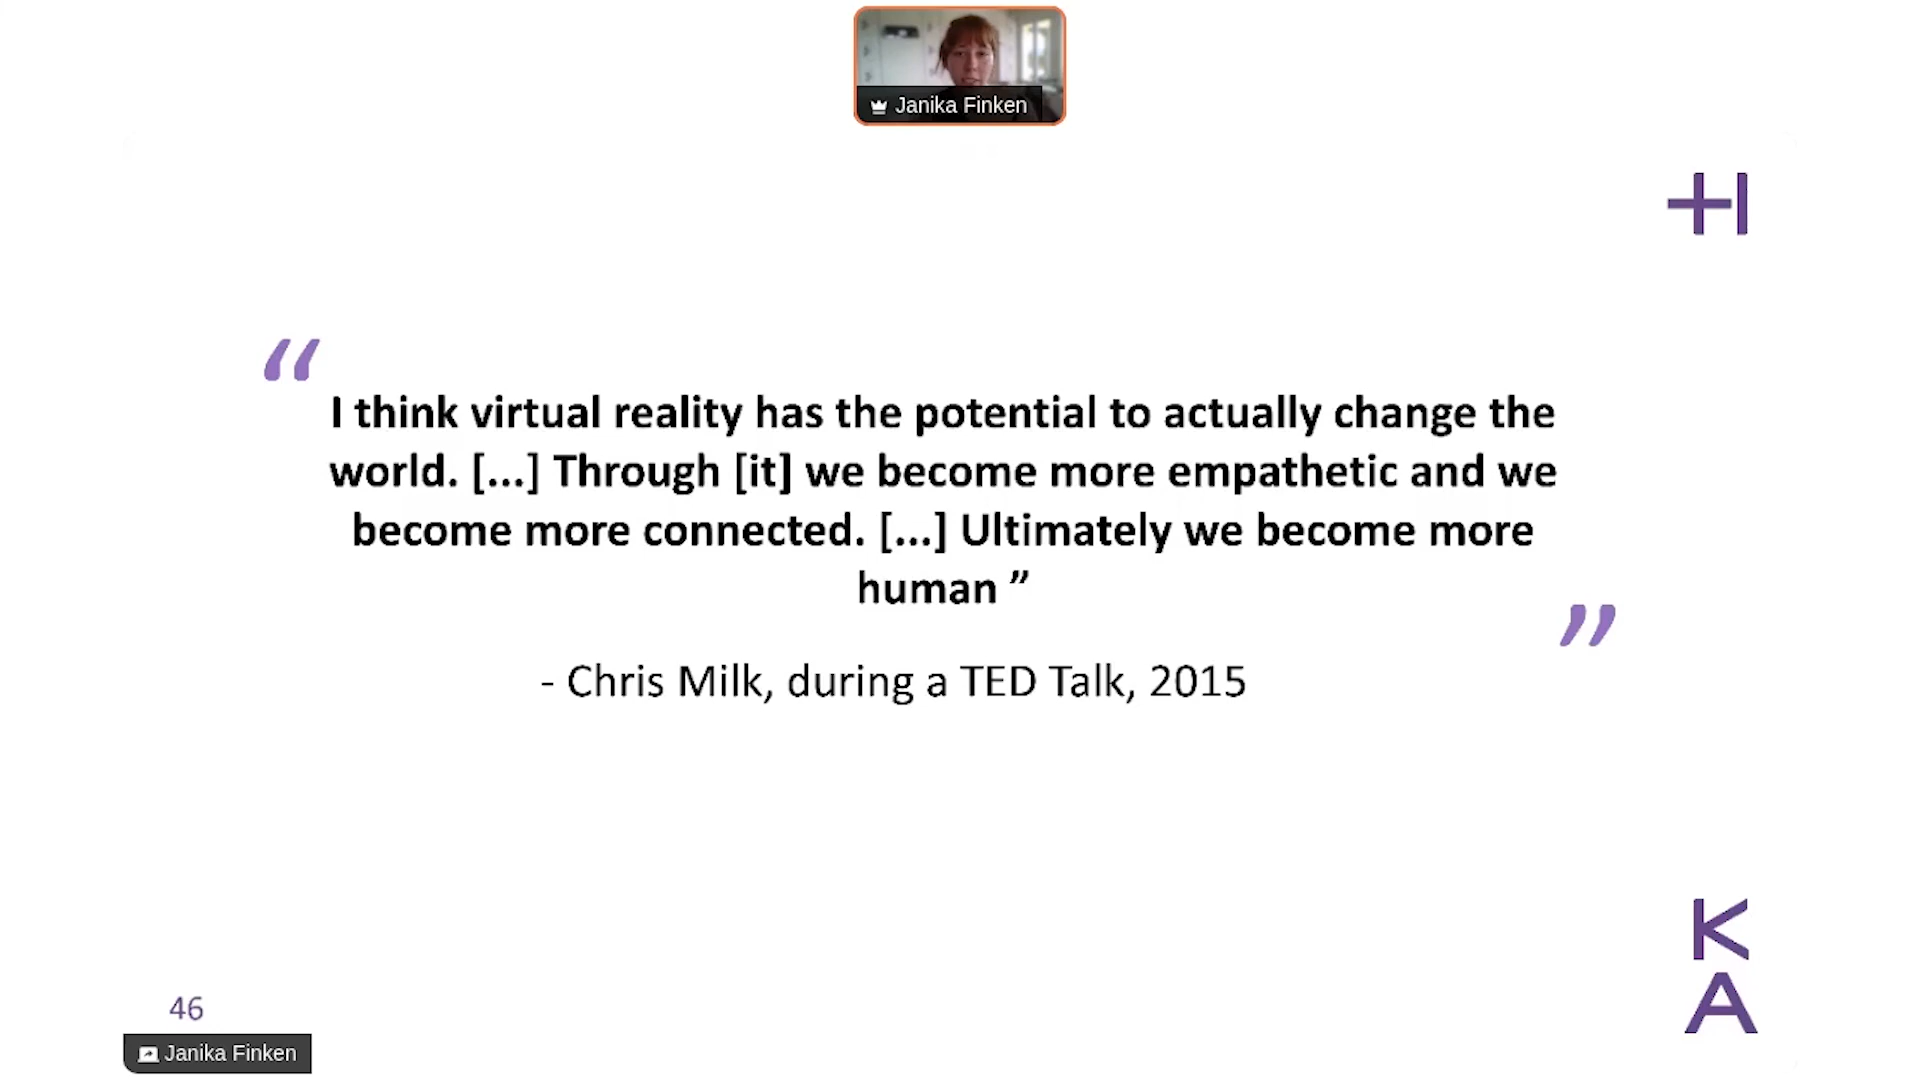 Janika Finken
H
“
I think virtual reality has the potential to actually change the
world. [...] Through [it] we become more empathetic and we
become more connected. [...] Ultimately we become more
human ”
”
- Chris Milk, during a TED Talk, 2015
K
A
46
Janika Finken